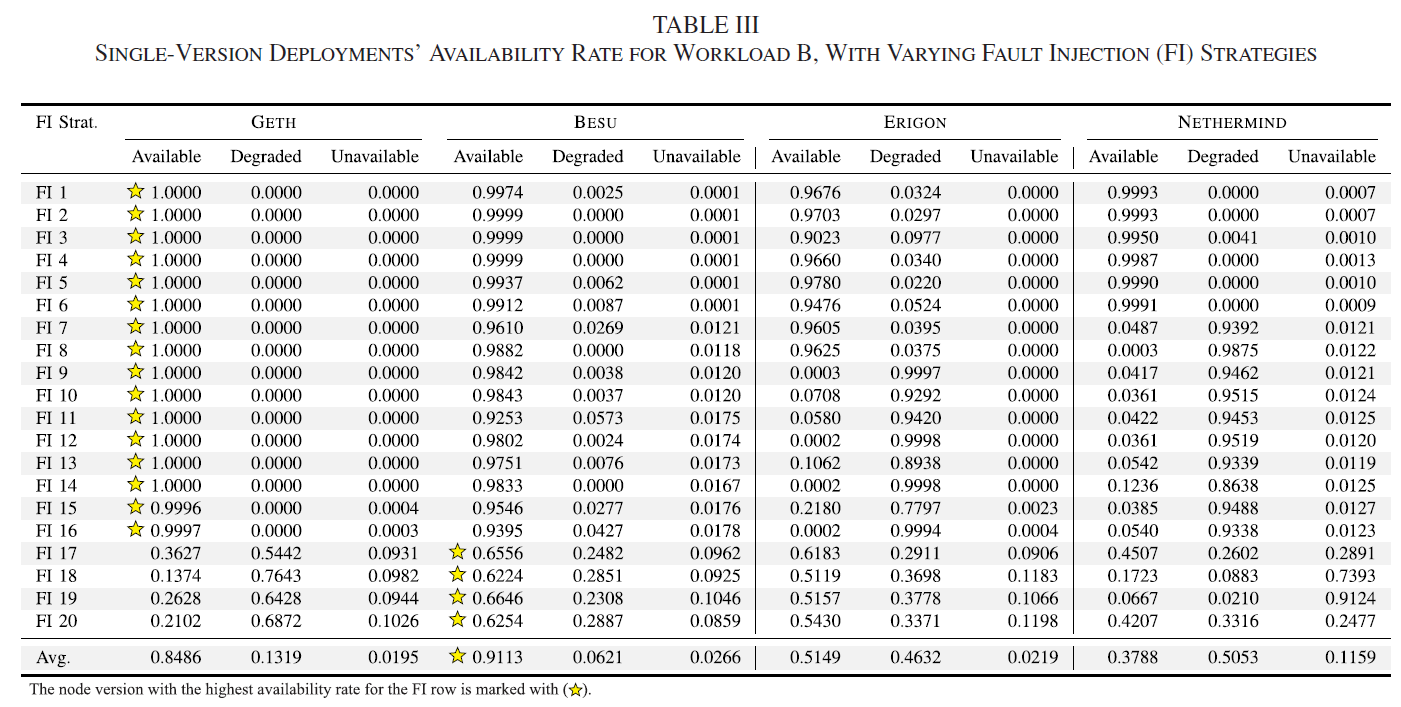 TABLE III
SINGLE-VERSION DEPLOYMENTS' AVAILABILITY RATE FOR WORKLOAD B, WITH VARYING FAULT INJECTION (FI) STRATEGIES
FI Strat. GETH BESU ERIGON NETHERMIND
Available Degraded Unavailable Available Degraded Unavailable Available Degraded Unavailable Available Degraded Unavailable
FI 1 ☆ 1.0000 0.0000 0.0000 0.9974 0.0025 0.0001 0.9676 0.0324 0.0000 0.9993 0.0000 0.0007
FI 2 ☆ 1.0000 0.0000 0.0000 0.9999 0.0000 0.0001 0.9703 0.0297 0.0000 0.9993 0.0000 0.0007
FI 3 ☆ 1.0000 0.0000 0.0000 0.9999 0.0000 0.0001 0.9023 0.0977 0.0000 0.9950 0.0041 0.0010
FI 4 ☆ 1.0000 0.0000 0.0000 0.9999 0.0000 0.0001 0.9660 0.0340 0.0000 0.9987 0.0000 0.0013
FI 5 ☆ 1.0000 0.0000 0.0000 0.9937 0.0062 0.0001 0.9780 0.0220 0.0000 0.9990 0.0000 0.0010
FI 6 ☆ 1.0000 0.0000 0.0000 0.9912 0.0087 0.0001 0.9476 0.0524 0.0000 0.9991 0.0000 0.0009
FI 7 ☆ 1.0000 0.0000 0.0000 0.9610 0.0269 0.0121 0.9605 0.0395 0.0000 0.0487 0.9392 0.0121
FI 8 ☆ 1.0000 0.0000 0.0000 0.9882 0.0000 0.0118 0.9625 0.0375 0.0000 0.0003 0.9875 0.0122
FI 9 ☆ 1.0000 0.0000 0.0000 0.9842 0.0038 0.0120 0.0003 0.9997 0.0000 0.0417 0.9462 0.0121
FI 10 ☆ 1.0000 0.0000 0.0000 0.9843 0.0037 0.0120 0.0708 0.9292 0.0000 0.0361 0.9515 0.0124
FI 11 ☆ 1.0000 0.0000 0.0000 0.9253 0.0573 0.0175 0.0580 0.9420 0.0000 0.0422 0.9453 0.0125
FI 12 ☆ 1.0000 0.0000 0.0000 0.9802 0.0024 0.0174 0.0002 0.9998 0.0000 0.0361 0.9519 0.0120
FI 13 ☆ 1.0000 0.0000 0.0000 0.9751 0.0076 0.0173 0.1062 0.8938 0.0000 0.0542 0.9339 0.0119
FI 14 ☆ 1.0000 0.0000 0.0000 0.9833 0.0000 0.0167 0.0002 0.9998 0.0000 0.1236 0.8638 0.0125
FI 15 ☆ 0.9996 0.0000 0.0004 0.9546 0.0277 0.0176 0.2180 0.7797 0.0023 0.0385 0.9488 0.0127
FI 16 ☆ 0.9997 0.0000 0.0003 0.9395 0.0427 0.0178 0.0002 0.9994 0.0004 0.0540 0.9338 0.0123
FI 17 0.3627 0.5442 0.0931 ☆ 0.6556 0.2482 0.0962 0.6183 0.2911 0.0906 0.4507 0.2602 0.2891
FI 18 0.1374 0.7643 0.0982 ☆ 0.6224 0.2851 0.0925 0.5119 0.3698 0.1183 0.1723 0.0883 0.7393
FI 19 0.2628 0.6428 0.0944 ☆ 0.6646 0.2308 0.1046 0.5157 0.3778 0.1066 0.0667 0.0210 0.9124
FI 20 0.2102 0.6872 0.1026 ☆ 0.6254 0.2887 0.0859 0.5430 0.3371 0.1198 0.4207 0.3316 0.2477
Avg. 0.8486 0.1319 0.0195 ☆ 0.9113 0.0621 0.0266 0.5149 0.4632 0.0219 0.3788 0.5053 0.1159
The node version with the highest availability rate for the FI row is marked with (☆).